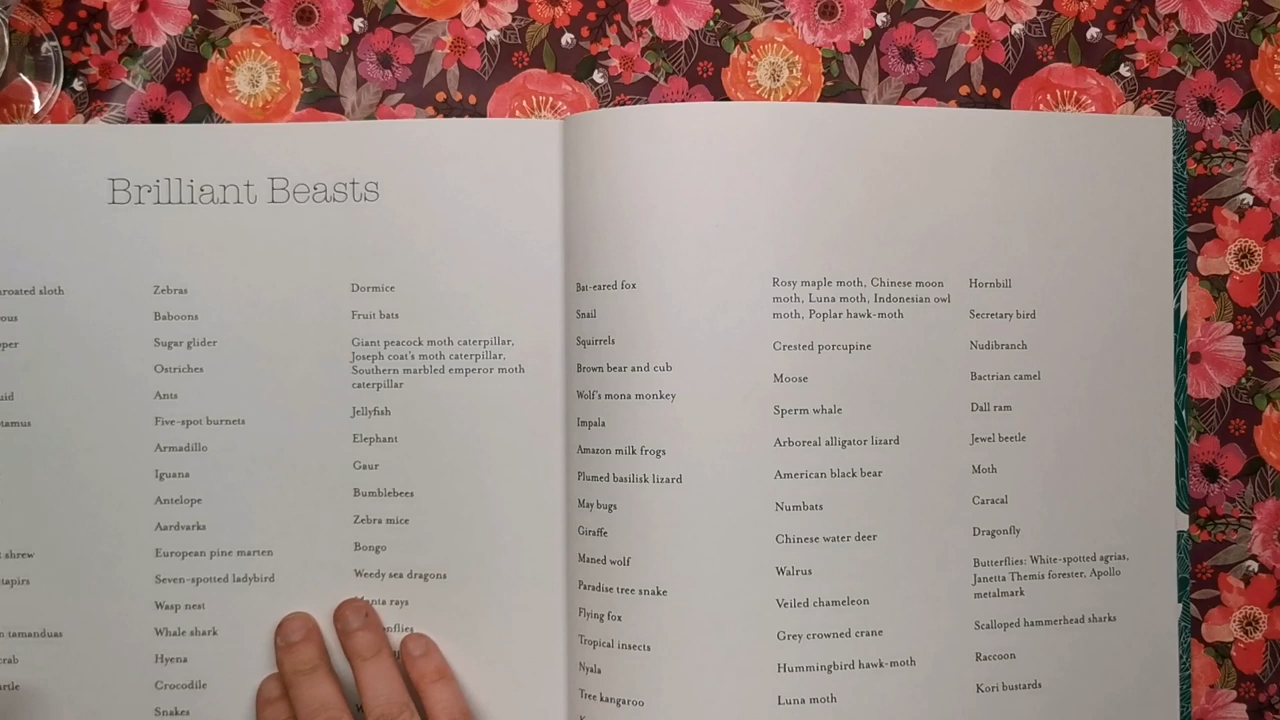 Brilliant Beasts
sloth
shrew
tapirs
tamanduas
Zebras
Baboons
Sugar glider
Ostriches
Ants
Five-spot burnets
Armadillo
Iguana
Antelope
Aardvarks
European pine marten
Seven-spotted ladybird
Wasp nest
Whale shark
Hyena
Crocodile
Snakes
Dormice
Fruit bats
Giant peacock moth caterpillar,
Joseph coat's moth caterpillar,
Southern marbled emperor moth
caterpillar
Jellyfish
Elephant
Gaur
Bumblebees
Zebra mice
Bongo
Weedy sea dragons
rays
Bat-eared fox
Snail
Squirrels
Brown bear and cub
Wolf's mona monkey
Impala
Amazon milk frogs
Plumed basilisk lizard
May bugs
Giraffe
Maned wolf
Paradise tree snake
Flying fox
Tropical insects
Nyala
Tree kangaroo
Rosy maple moth, Chinese moon
moth, Luna moth, Indonesian owl
moth, Poplar hawk-moth
Crested porcupine
Moose
Sperm whale
Arboreal alligator lizard
American black bear
Numbats
Chinese water deer
Walrus
Veiled chameleon
Grey crowned crane
Hummingbird hawk-moth
Luna moth
Hornbill
Secretary bird
Nudibranch
Bactrian camel
Dall ram
Jewel beetle
Moth
Caracal
Dragonfly
Butterflies: White-spotted agrias,
Janetta Themis forester, Apollo
metalmark
Scalloped hammerhead sharks
Raccoon
Kori bustards